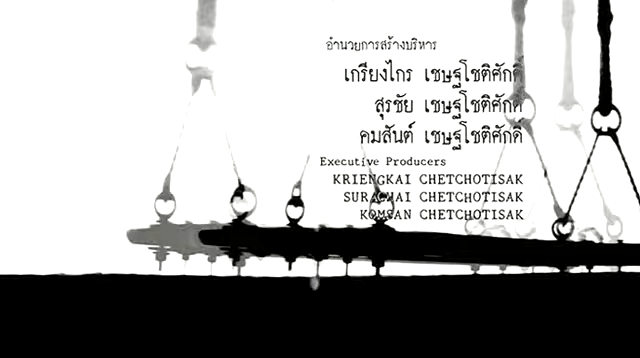 อำนวยการสร้างบริหาร
เกรียงไกร เชษฐโชติศักดิ์
สุรชัย เชษฐโชติศักดิ์
คมสันต์ เชษฐโชติศักดิ์
Executive Producers
KRIENGKAI CHETCHOTISAK
SURACHAI CHETCHOTISAK
KOMSAN CHETCHOTISAK